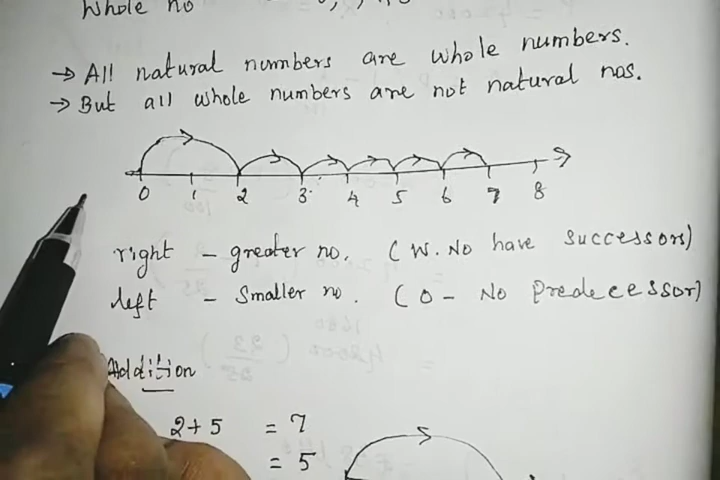 Whole no
→ All natural numbers are whole numbers.
→ But all whole numbers are not natural nos.
0 1 2 3 4 5 6 7 8
right - greater no. ( W. No have successors)
left - Smaller no. ( 0 - No Predecessor)
Addition
2+5 = 7
= 5